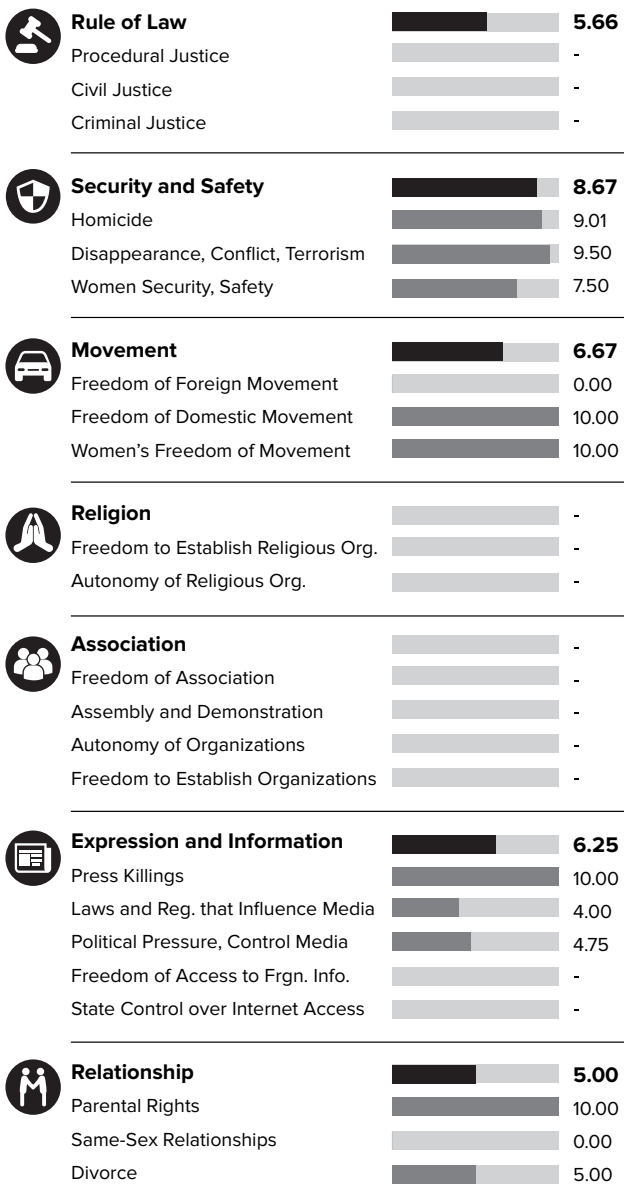 Rule of Law 5.66
Procedural Justice -
Civil Justice -
Criminal Justice -
Security and Safety 8.67
Homicide 9.01
Disappearance, Conflict, Terrorism 9.50
Women Security, Safety 7.50
Movement 6.67
Freedom of Foreign Movement 0.00
Freedom of Domestic Movement 10.00
Women's Freedom of Movement 10.00
Religion -
Freedom to Establish Religious Org. -
Autonomy of Religious Org. -
Association -
Freedom of Association -
Assembly and Demonstration -
Autonomy of Organizations -
Freedom to Establish Organizations -
Expression and Information 6.25
Press Killings 10.00
Laws and Reg. that Influence Media 4.00
Political Pressure, Control Media 4.75
Freedom of Access to Frgn. Info. -
State Control over Internet Access -
Relationship 5.00
Parental Rights 10.00
Same-Sex Relationships 0.00
Divorce 5.00